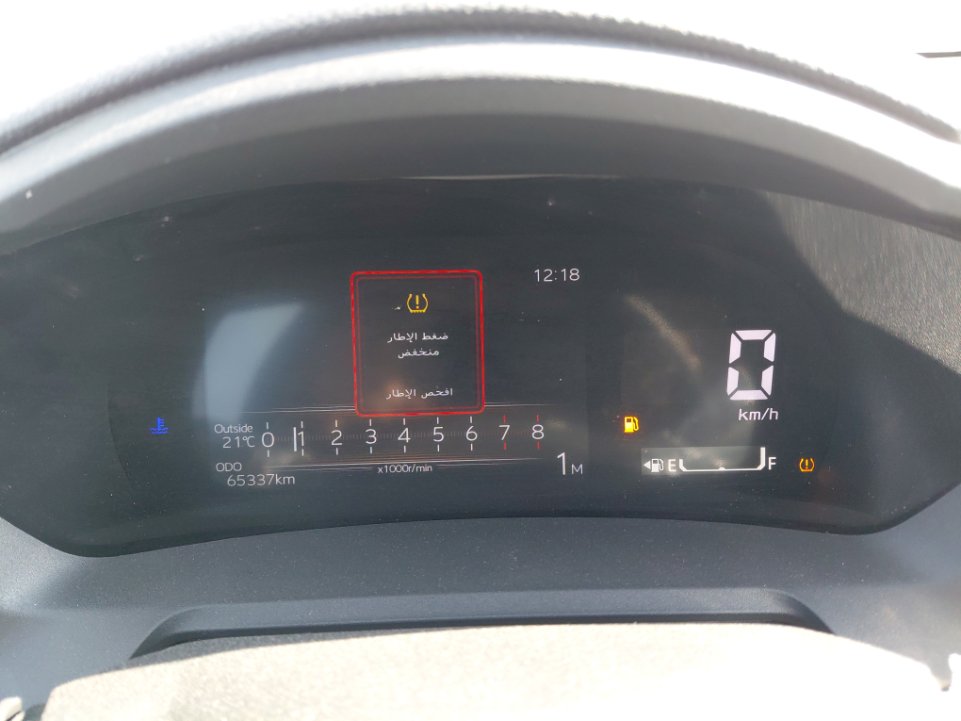 12:18
ضغط الإطار
منخفض
افحص الإطار
0
km/h
Outside
21°C
0 1 2 3 4 5 6 7 8
x1000r/min
ODO
65337km
1M
E F